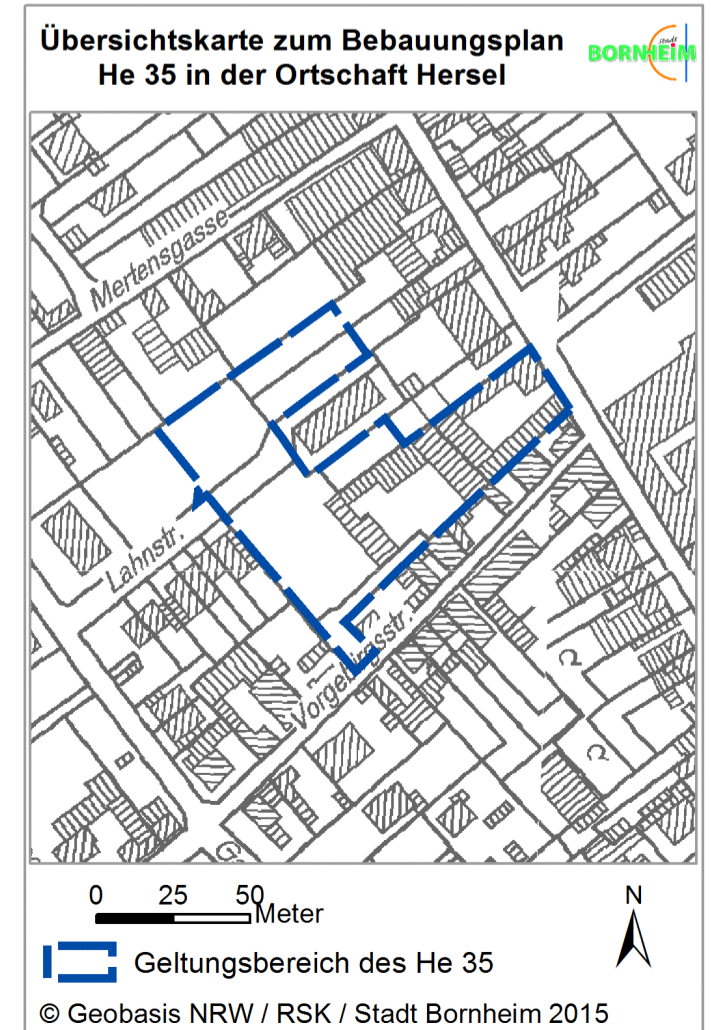 Übersichtskarte zum Bebauungsplan
He 35 in der Ortschaft Hersel
stadt
BORNHEiM
Mertensgasse
Lahnstr.
Vorgebirgsstr.
0 25 50
Meter
N
Geltungsbereich des He 35
© Geobasis NRW / RSK / Stadt Bornheim 2015